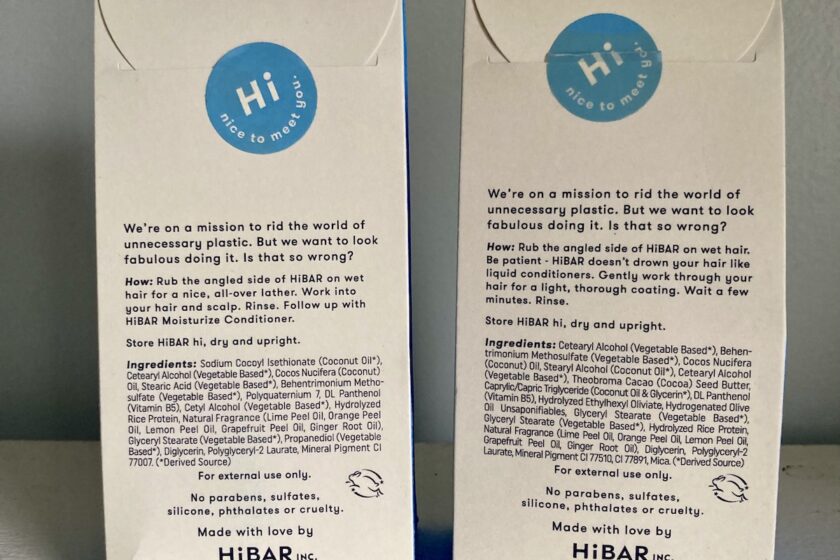 Hi
nice to meet you.
We're on a mission to rid the world of
unnecessary plastic. But we want to look
fabulous doing it. Is that so wrong?
How: Rub the angled side of HiBAR on wet
hair for a nice, all-over lather. Work into
your hair and scalp. Rinse. Follow up with
HiBAR Moisturize Conditioner.
Store HiBAR hi, dry and upright.
Ingredients: Sodium Cocoyl Isethionate (Coconut Oil*),
Cetearyl Alcohol (Vegetable Based*), Cocos Nucifera (Coconut)
Oil, Stearic Acid (Vegetable Based*), Behentrimonium Metho-
sulfate (Vegetable Based*), Polyquaternium 7, DL Panthenol
(Vitamin B5), Cetyl Alcohol (Vegetable Based*), Hydrolyzed
Rice Protein, Natural Fragrance (Lime Peel Oil, Orange Peel
Oil, Lemon Peel Oil, Grapefruit Peel Oil, Ginger Root Oil),
Glyceryl Stearate (Vegetable Based*), Propanediol (Vegetable
Based*), Diglycerin, Polyglyceryl-2 Laurate, Mineral Pigment CI
77007. (*Derived Source)
For external use only.
No parabens, sulfates,
silicone, phthalates or cruelty.
Made with love by
HiBAR INC.
Hi
nice to meet you.
We're on a mission to rid the world of
unnecessary plastic. But we want to look
fabulous doing it. Is that so wrong?
How: Rub the angled side of HiBAR on wet hair.
Be patient - HiBAR doesn't drown your hair like
liquid conditioners. Gently work through your
hair for a light, thorough coating. Wait a few
minutes. Rinse.
Store HiBAR hi, dry and upright.
Ingredients: Cetearyl Alcohol (Vegetable Based*), Behen-
trimonium Methosulfate (Vegetable Based*), Cocos Nucifera
(Coconut) Oil, Stearyl Alcohol (Coconut Oil*), Cetearyl Alcohol
(Vegetable Based*), Theobroma Cacao (Cocoa) Seed Butter,
Caprylic/Capric Triglyceride (Coconut Oil & Glycerin*), DL Panthenol
(Vitamin B5), Hydrolyzed Ethylhexyl Olivate, Hydrogenated Olive
Oil Unsaponifiables, Glyceryl Stearate (Vegetable Based*),
Glyceryl Stearate (Vegetable Based*), Hydrolyzed Rice Protein,
Natural Fragrance (Lime Peel Oil, Orange Peel Oil, Lemon Peel Oil,
Grapefruit Peel Oil, Ginger Root Oil), Diglycerin, Polyglyceryl-2
Laurate, Mineral Pigment CI 77510, CI 77891, Mica. (*Derived Source)
For external use only.
No parabens, sulfates,
silicone, phthalates or cruelty.
Made with love by
HiBAR INC.